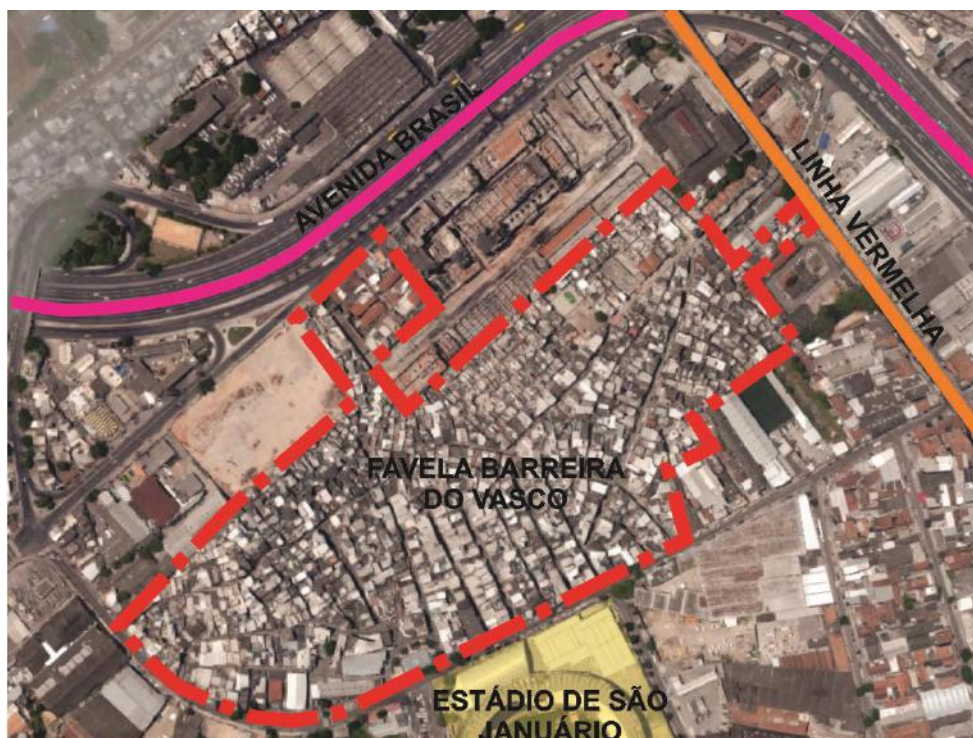 AVENIDA BRASIL
LINHA VERMELHA
FAVELA BARREIRA
DO VASCO
ESTÁDIO DE SÃO
JANUÁRIO